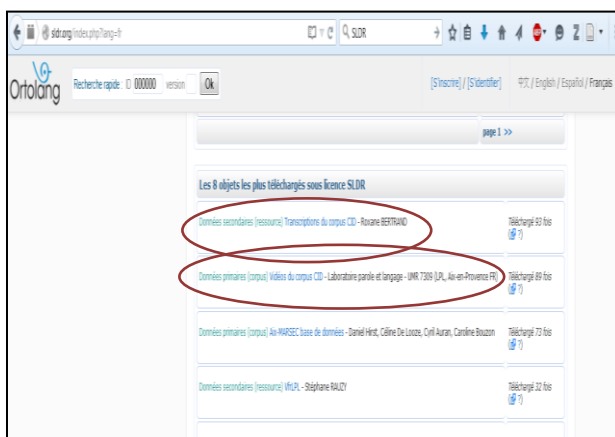 sldr.org/index.php?lang=fr SLDR
Ortolang Recherche rapide : ID 000000 version Ok [S'inscrire] / [S'identifier] 中文 / English / Español / Français
page 1 >>
Les 8 objets les plus téléchargés sous licence SLDR
Données secondaires (ressource) Transcriptions du corpus CID - Roxane BERTRAND Téléchargé 93 fois
( ?)
Données primaires (corpus) Vidéos du corpus CID - Laboratoire parole et langage - UMR 7309 (LPL, Aix-en-Provence FR) Téléchargé 89 fois
( ?)
Données primaires (corpus) Aix-MARSEC base de données - Daniel Hirst, Céline De Looze, Cyril Auran, Caroline Bouzon Téléchargé 73 fois
( ?)
Données secondaires (ressource) VfrLPL - Stéphane RAUZY Téléchargé 32 fois
( ?)